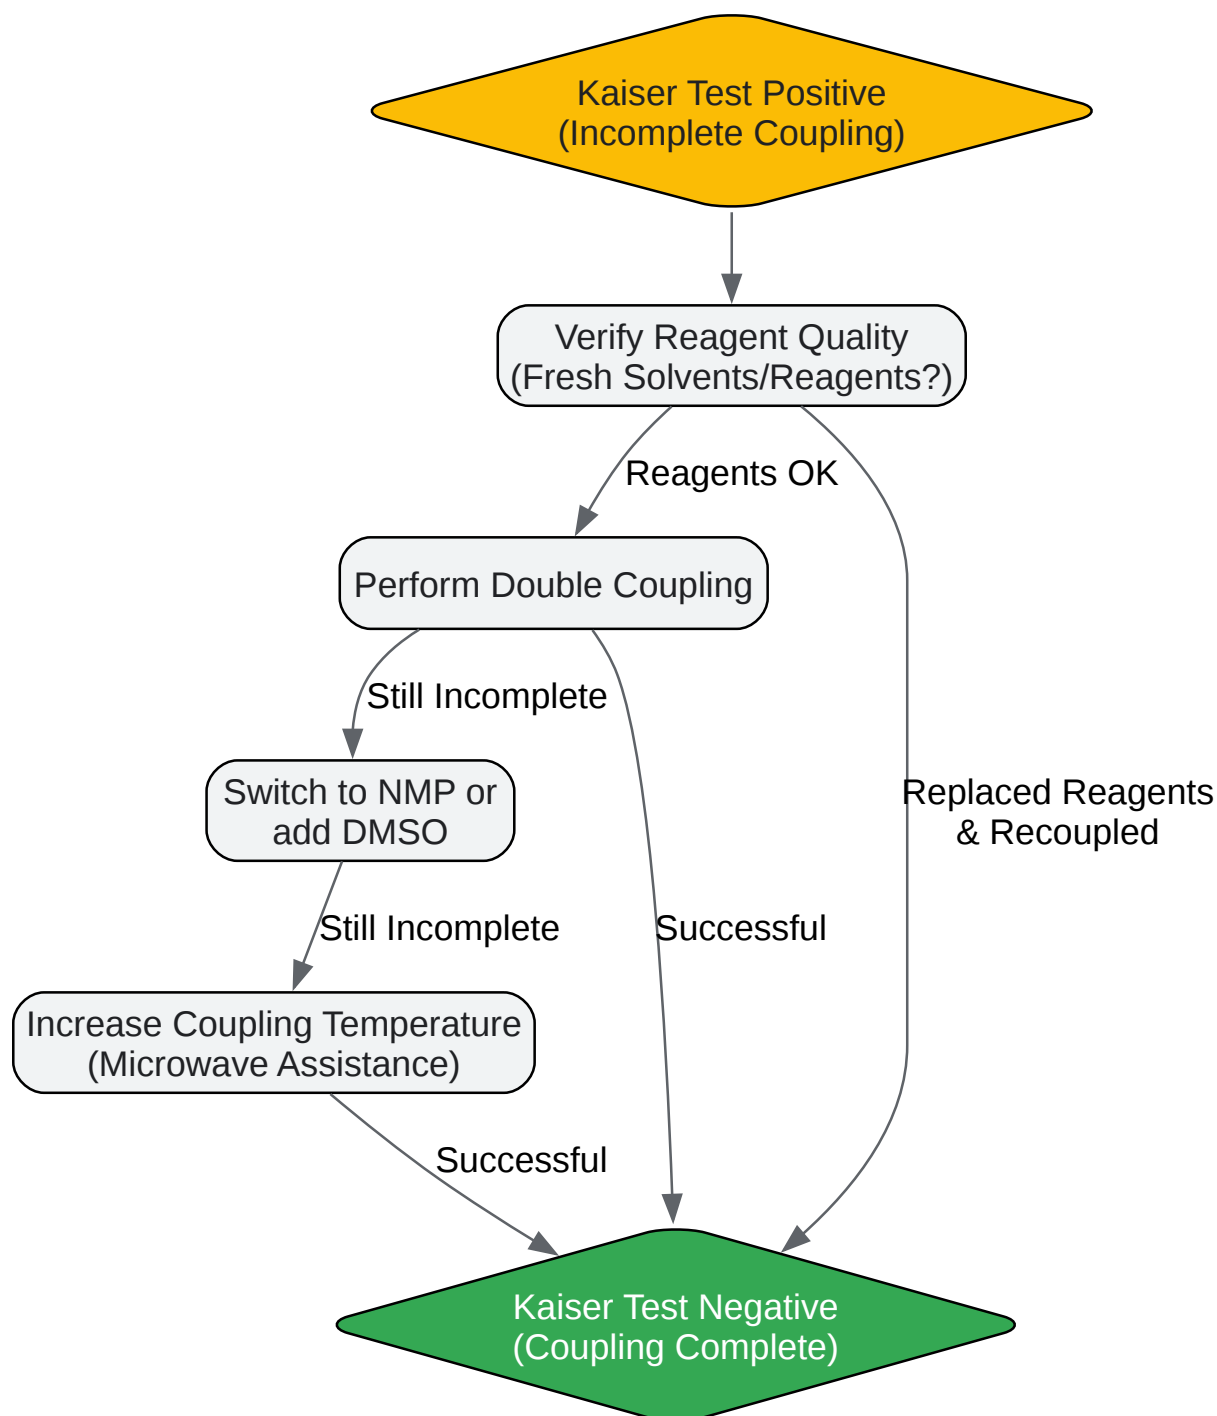 Kaiser Test Positive
(Incomplete Coupling)
Verify Reagent Quality
(Fresh Solvents/Reagents?)
Reagents OK
Perform Double Coupling
Still Incomplete
Switch to NMP or
add DMSO
Replaced Reagents
& Recoupled
Still Incomplete
Successful
Increase Coupling Temperature
(Microwave Assistance)
Successful
Kaiser Test Negative
(Coupling Complete)